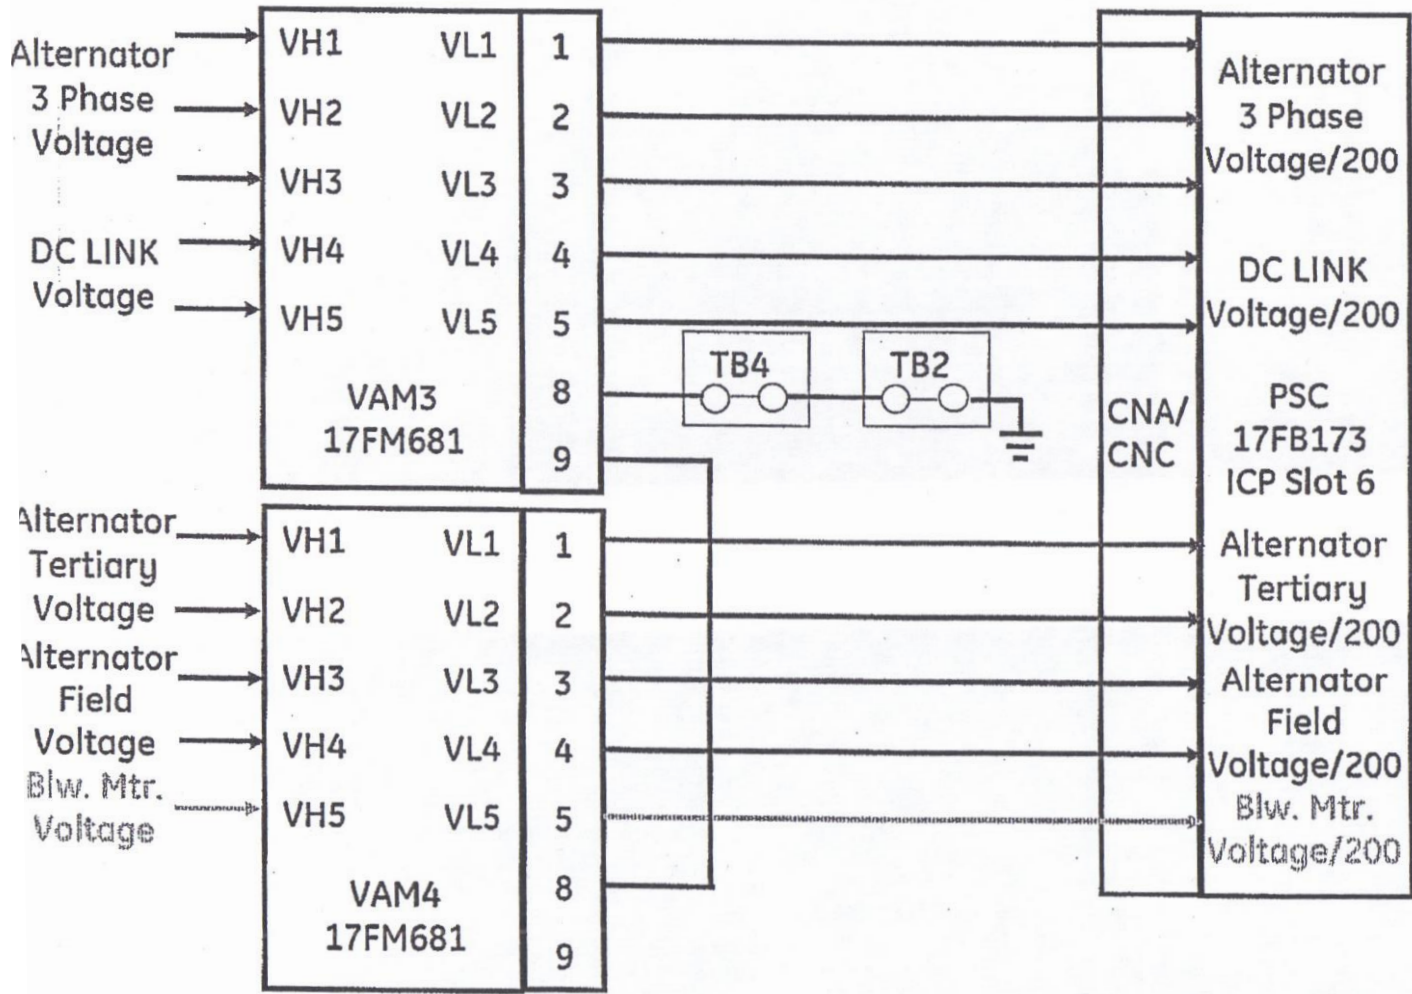 Alternator
3 Phase
Voltage
DC LINK
Voltage
VH1 VL1 1
VH2 VL2 2
VH3 VL3 3
VH4 VL4 4
VH5 VL5 5
8
9
VAM3
17FM681
TB4
TB2
CNA/
CNC
Alternator
3 Phase
Voltage/200
DC LINK
Voltage/200
PSC
17FB173
ICP Slot 6
Alternator
Tertiary
Voltage
Alternator
Field
Voltage
Blw. Mtr.
Voltage
VH1 VL1 1
VH2 VL2 2
VH3 VL3 3
VH4 VL4 4
VH5 VL5 5
8
9
VAM4
17FM681
Alternator
Tertiary
Voltage/200
Alternator
Field
Voltage/200
Blw. Mtr.
Voltage/200